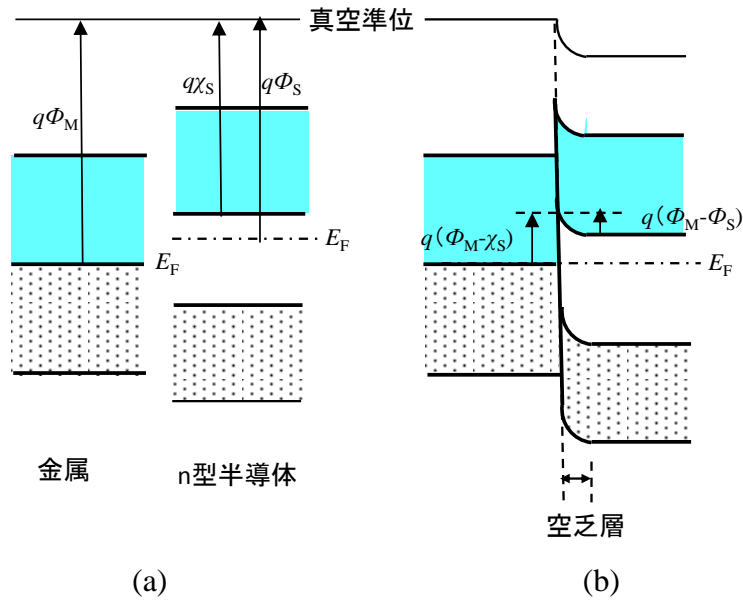 真空準位
qΦM
qχS
qΦS
EF
EF
金属
n型半導体
(a)
q(ΦM-χS)
q(ΦM-ΦS)
EF
空乏層
(b)